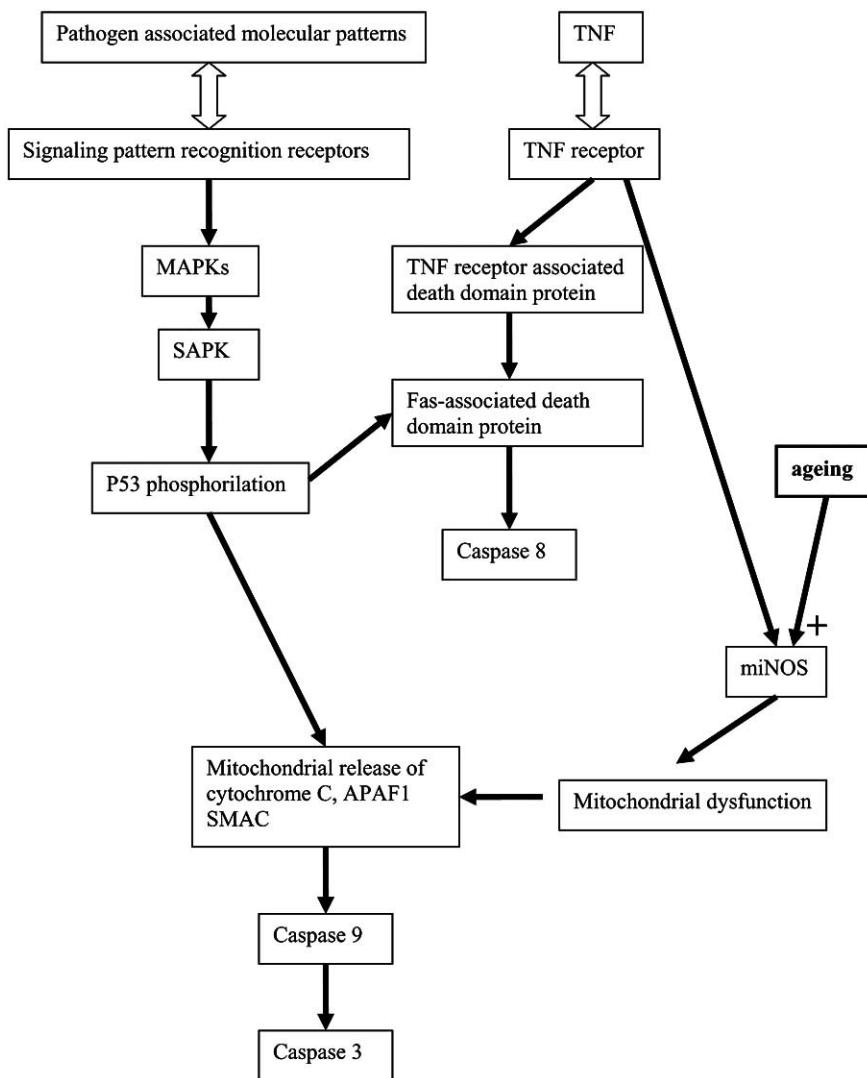 Pathogen associated molecular patterns
TNF
Signaling pattern recognition receptors
TNF receptor
MAPKs
TNF receptor associated
death domain protein
SAPK
Fas-associated death
domain protein
ageing
P53 phosphorilation
Caspase 8
+
miNOS
Mitochondrial release of
cytochrome C, APAF1
SMAC
Mitochondrial dysfunction
Caspase 9
Caspase 3